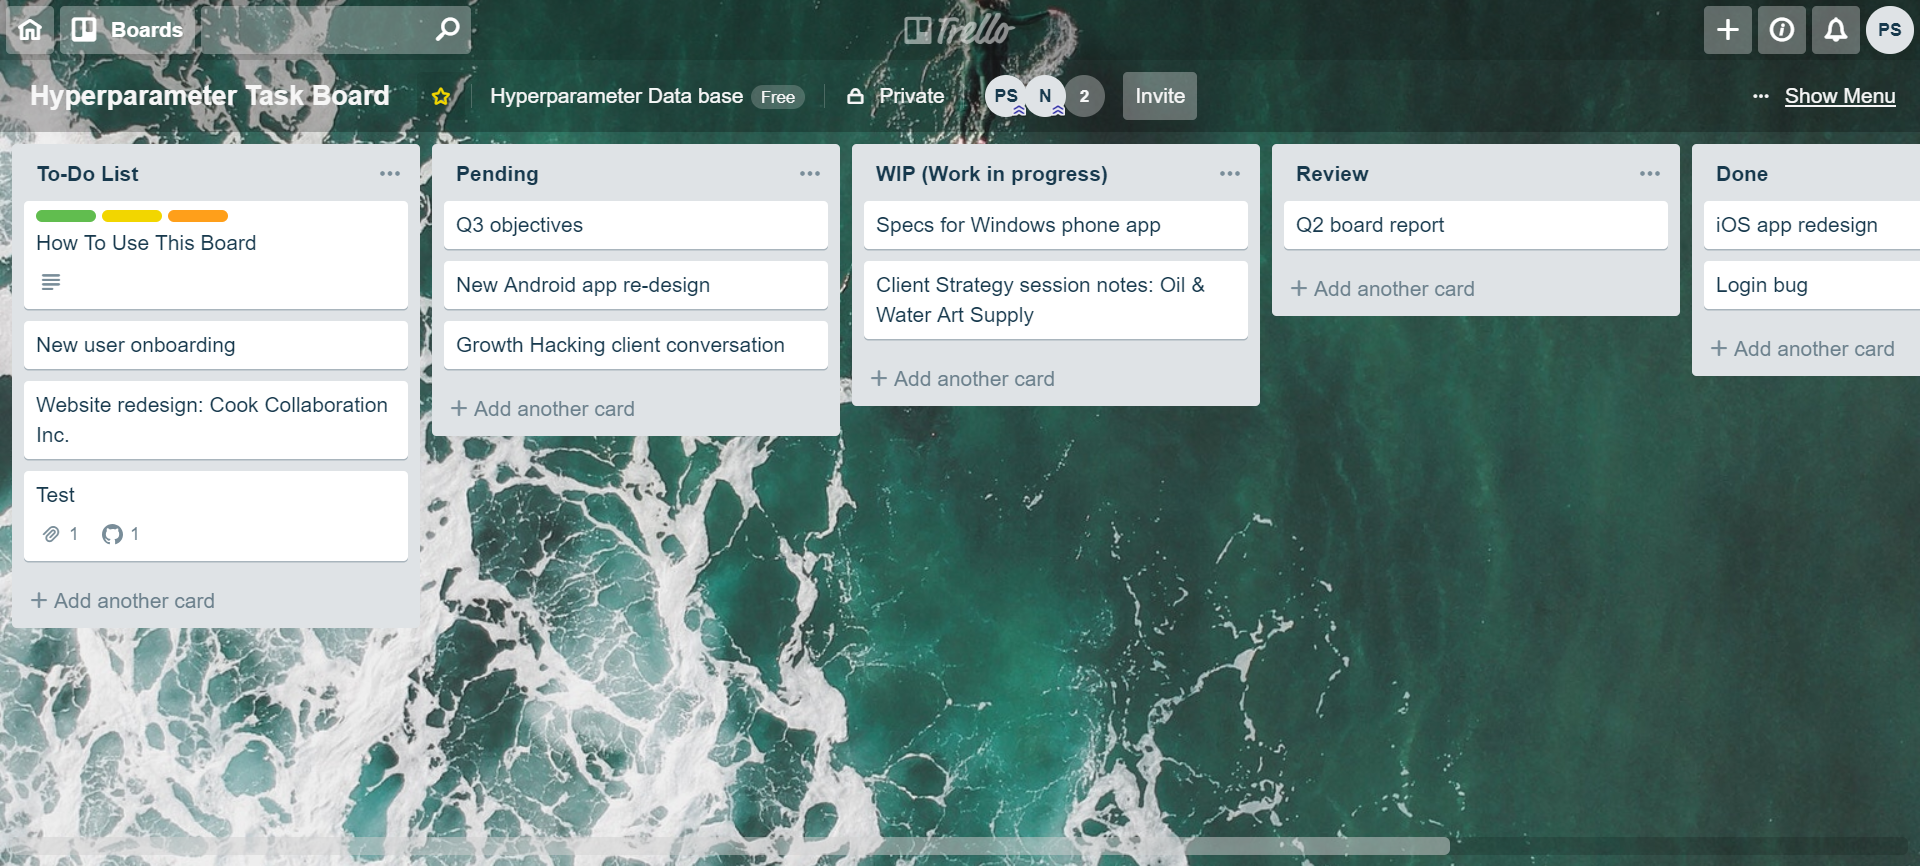 Boards
Trello
PS
Hyperparameter Task Board
Hyperparameter Data base Free
Private
PS N 2
Invite
... Show Menu
To-Do List
How To Use This Board
New user onboarding
Website redesign: Cook Collaboration
Inc.
Test
1 1
+ Add another card
Pending
Q3 objectives
New Android app re-design
Growth Hacking client conversation
+ Add another card
WIP (Work in progress)
Specs for Windows phone app
Client Strategy session notes: Oil &
Water Art Supply
+ Add another card
Review
Q2 board report
+ Add another card
Done
iOS app redesign
Login bug
+ Add another card